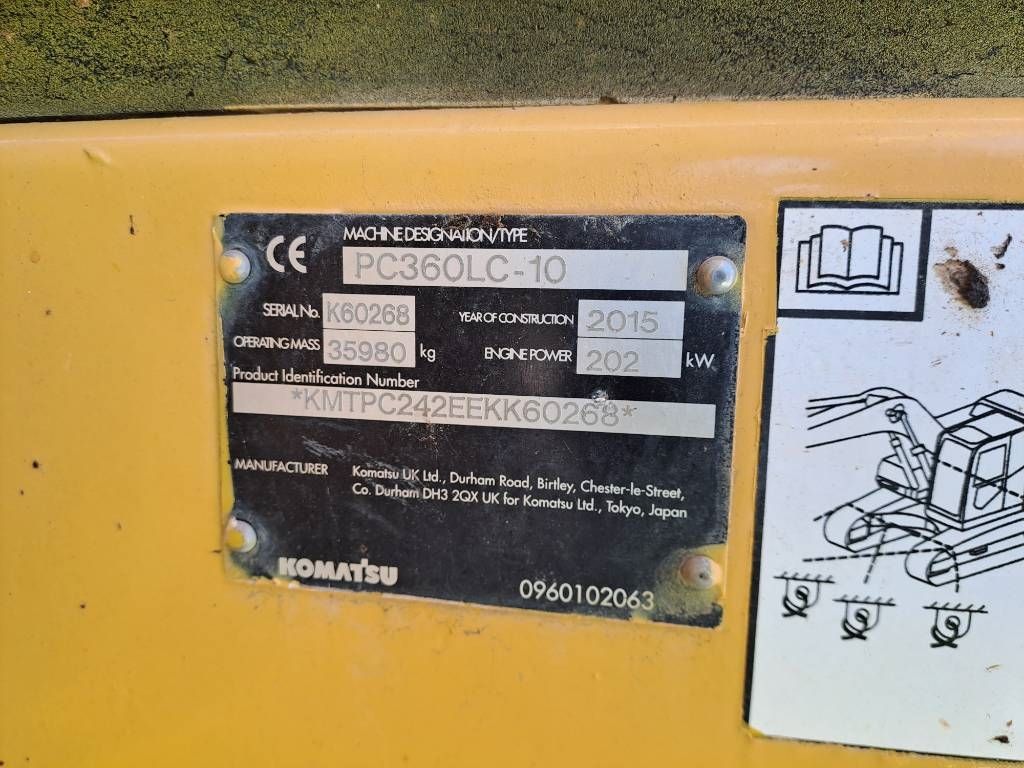 CE
MACHINE DESIGNATION/TYPE
PC360LC-10
SERIAL No. K60268 YEAR OF CONSTRUCTION 2015
OPERATING MASS 35980 kg ENGINE POWER 202 kW
Product Identification Number
*KMTPC242EEKK60268*
MANUFACTURER Komatsu UK Ltd., Durham Road, Birtley, Chester-le-Street,
Co. Durham DH3 2QX UK for Komatsu Ltd., Tokyo, Japan
KOMATSU
0960102063